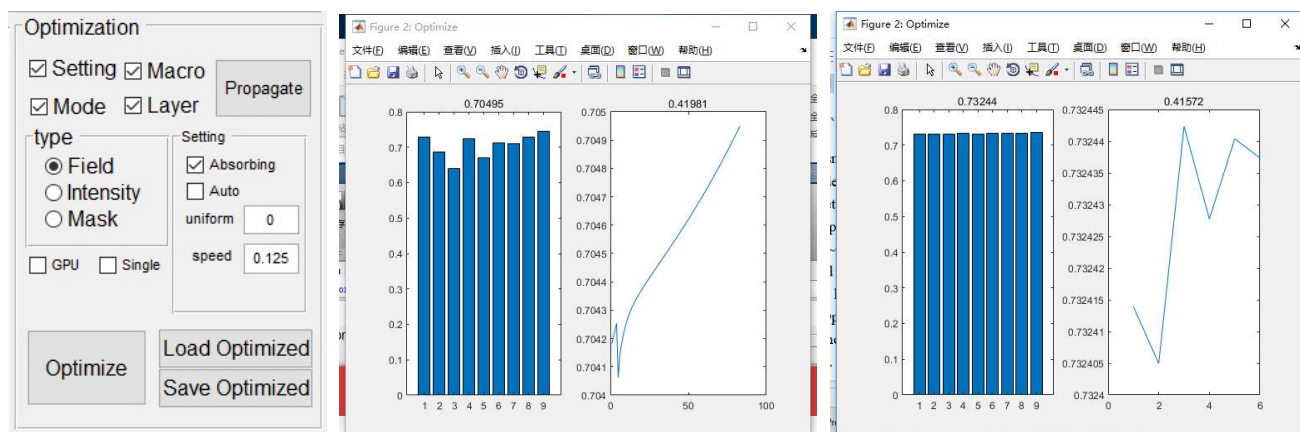 Optimization
Setting Macro
Propagate
Mode Layer
type
Field
Intensity
Mask
Setting
Absorbing
Auto
uniform 0
speed 0.125
GPU Single
Optimize
Load Optimized
Save Optimized
Figure 2: Optimize
文件(F) 编辑(E) 查看(V) 插入(I) 工具(T) 桌面(D) 窗口(W) 帮助(H)
0.70495
0.8
0.7
0.6
0.5
0.4
0.3
0.2
0.1
0
1 2 3 4 5 6 7 8 9
0.41981
0.705
0.7049
0.7048
0.7047
0.7046
0.7045
0.7044
0.7043
0.7042
0.7041
0.704
0 50 100
Figure 2: Optimize
文件(F) 编辑(E) 查看(V) 插入(I) 工具(T) 桌面(D) 窗口(W) 帮助(H)
0.73244
0.8
0.7
0.6
0.5
0.4
0.3
0.2
0.1
0
1 2 3 4 5 6 7 8 9
0.41572
0.732445
0.73244
0.732435
0.73243
0.732425
0.73242
0.732415
0.73241
0.732405
0.7324
0 2 4 6